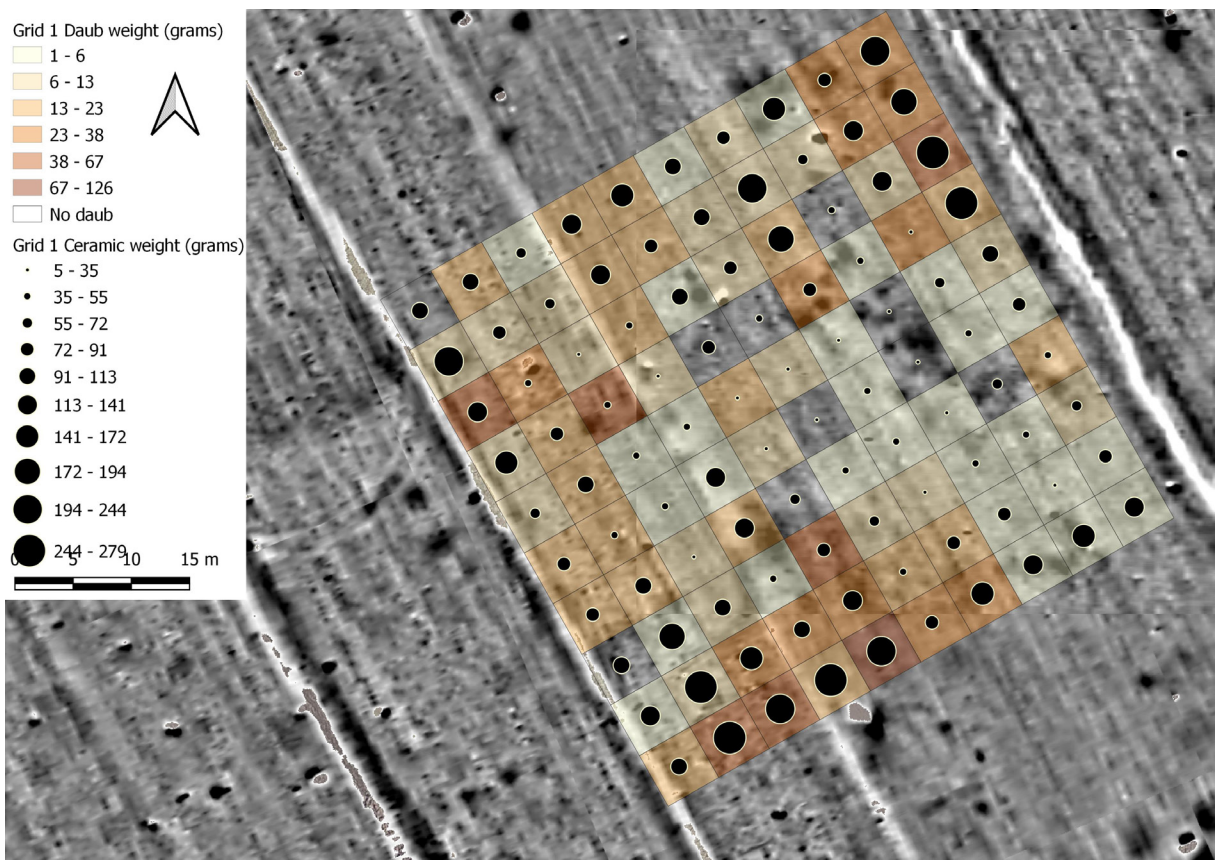 Grid 1 Daub weight (grams)
1 - 6
6 - 13
13 - 23
23 - 38
38 - 67
67 - 126
No daub
Grid 1 Ceramic weight (grams)
5 - 35
35 - 55
55 - 72
72 - 91
91 - 113
113 - 141
141 - 172
172 - 194
194 - 244
244 - 279
0 5 10 15 m